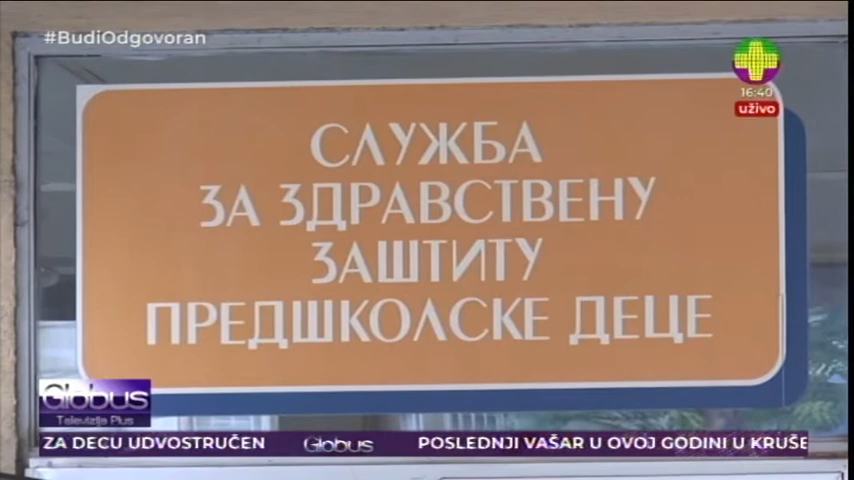 #BudiOdgovoran
16:40
uživo
СЛУЖБА
ЗА ЗДРАВСТВЕНУ
ЗАШТИТУ
ПРЕДШКОЛСКЕ ДЕЦЕ
Globus
Televizija Plus
ZA DECU UDVOSTRUČEN Globus POSLEDNJI VAŠAR U OVOJ GODINI U KRUŠE